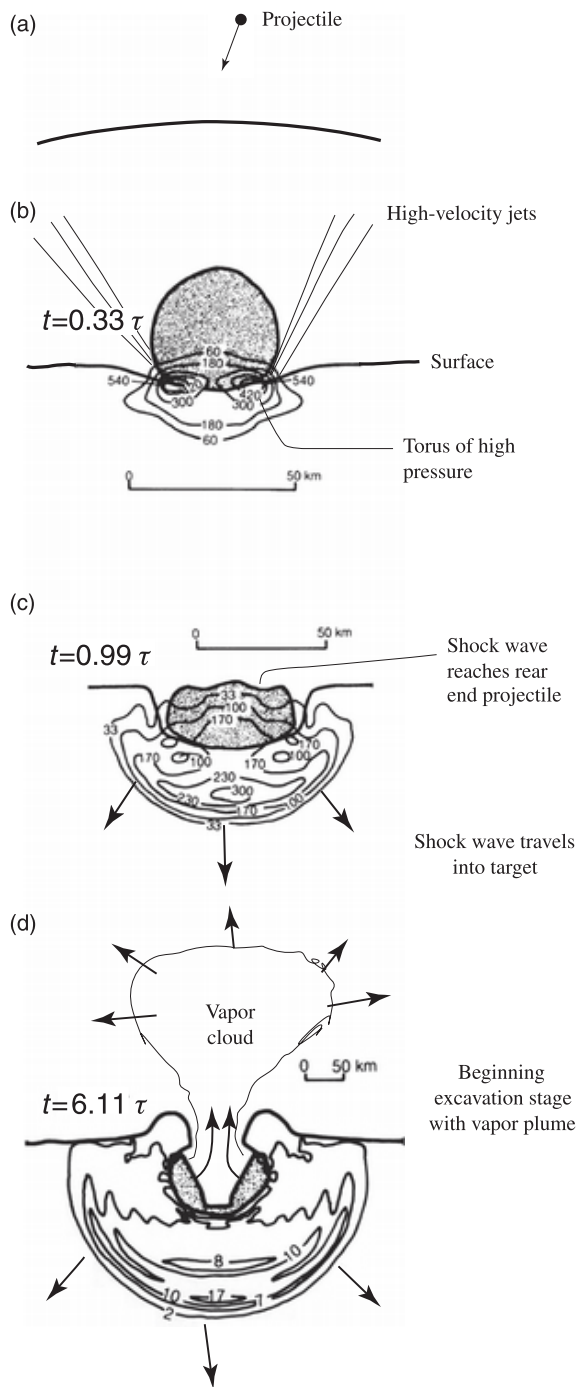 (a)
Projectile
(b)
High-velocity jets
t=0.33 τ
60
180
Surface
540
540
420
300
300
180
60
Torus of high
pressure
0
50 km
(c)
0
50 km
t=0.99 τ
Shock wave
reaches rear
end projectile
33
100
170
33
170
170
100
170
100
230
300
230
170
100
33
Shock wave travels
into target
(d)
Vapor
cloud
0 50 km
t=6.11 τ
Beginning
excavation stage
with vapor plume
8
10
10
17
7
2